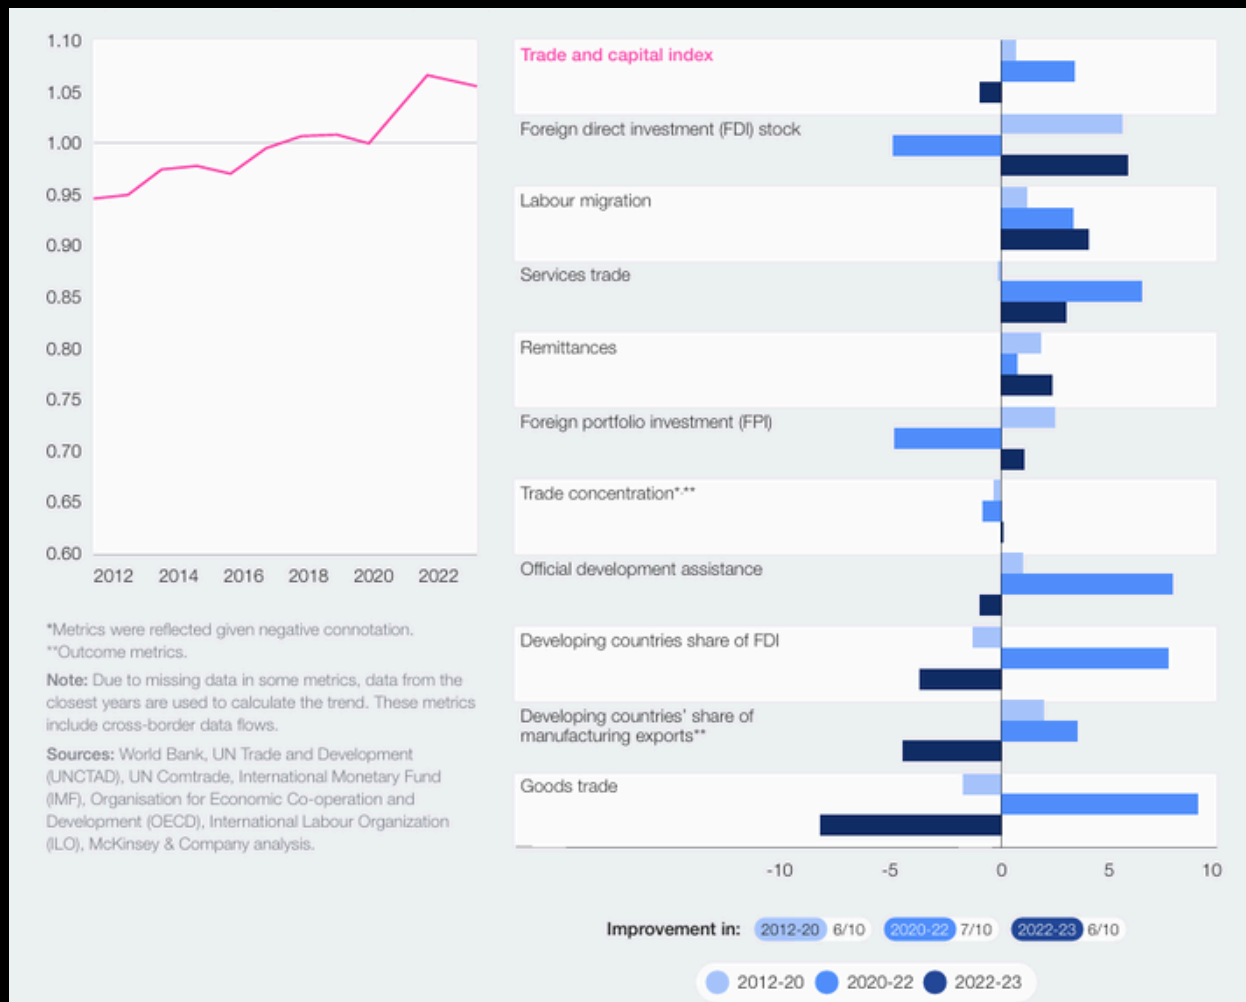 1.10
1.05
1.00
0.95
0.90
0.85
0.80
0.75
0.70
0.65
0.60
2012 2014 2016 2018 2020 2022
*Metrics were reflected given negative connotation.
**Outcome metrics.
Note: Due to missing data in some metrics, data from the
closest years are used to calculate the trend. These metrics
include cross-border data flows.
Sources: World Bank, UN Trade and Development
(UNCTAD), UN Comtrade, International Monetary Fund
(IMF), Organisation for Economic Co-operation and
Development (OECD), International Labour Organization
(ILO), McKinsey & Company analysis.
Trade and capital index
Foreign direct investment (FDI) stock
Labour migration
Services trade
Remittances
Foreign portfolio investment (FPI)
Trade concentration*,**
Official development assistance
Developing countries share of FDI
Developing countries' share of
manufacturing exports**
Goods trade
-10 -5 0 5 10
Improvement in: 2012-20 6/10 2020-22 7/10 2022-23 6/10
2012-20 2020-22 2022-23